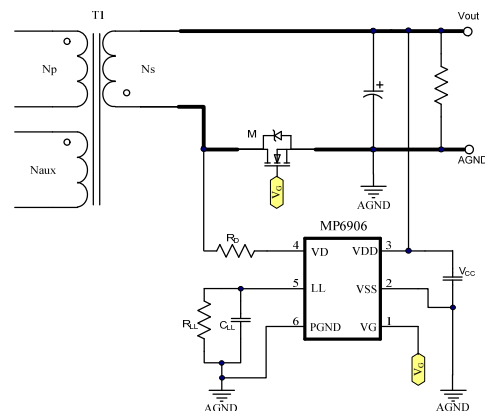 T1
Vout
Np
Ns
+
M
AGND
Naux
VG
AGND
MP6906
RD
4 VD VDD 3
VCC
5 LL VSS 2
RLL CLL
6 PGND VG 1
VG
AGND
AGND